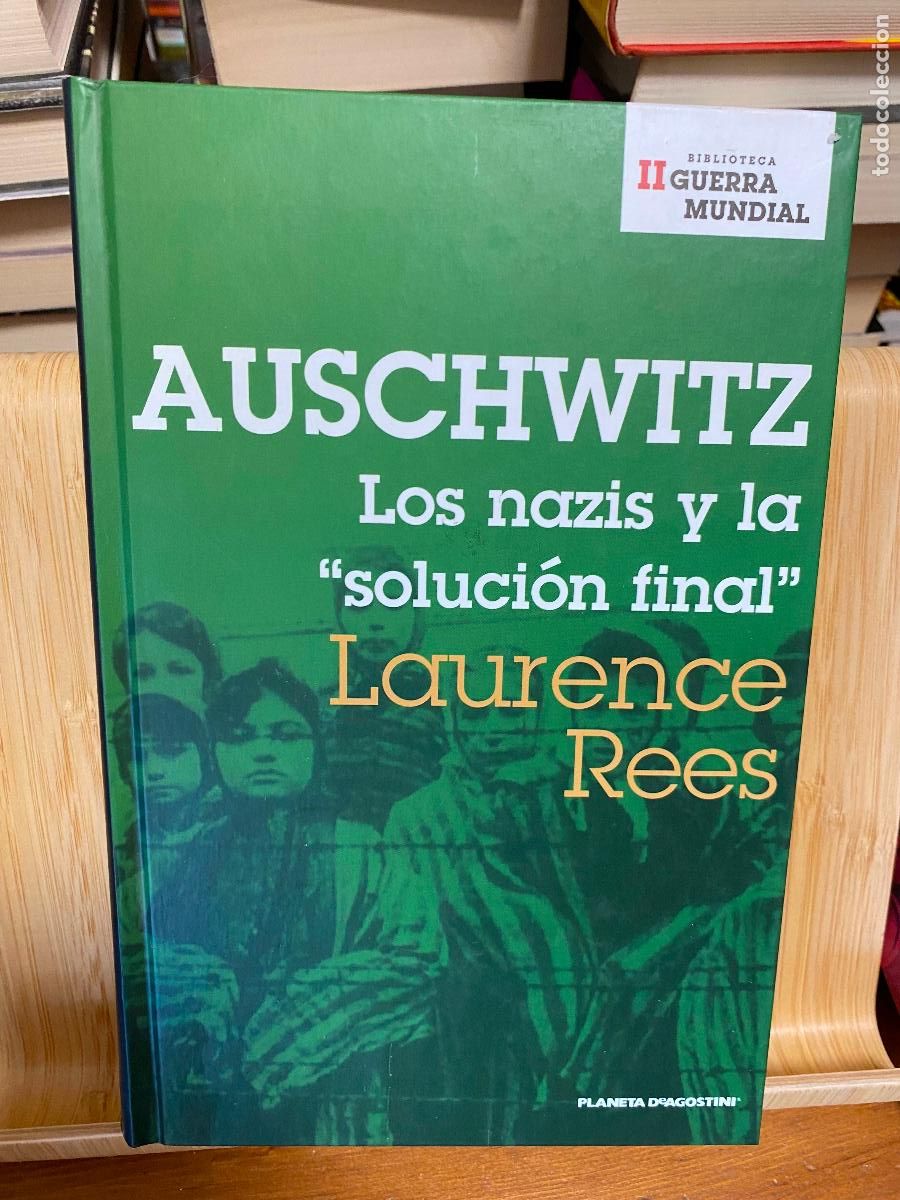 BIBLIOTECA
II GUERRA
MUNDIAL
AUSCHWITZ
Los nazis y la
“solución final”
Laurence
Rees
PLANETA DeAGOSTINI
todocoleccion